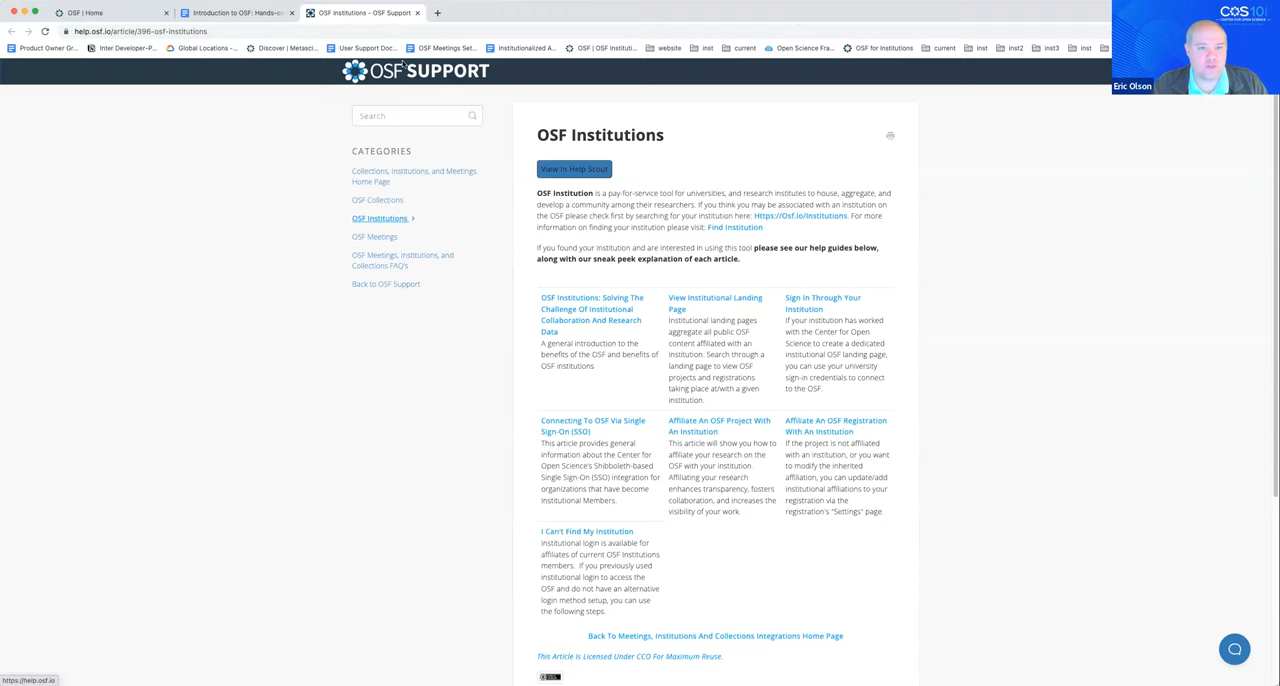 OSF | Home
Introduction to OSF: Hands-on
OSF Institutions - OSF Support
help.osf.io/article/396-osf-institutions
Product Owner Gr...
Inter Developer-P...
Global Locations -...
Discover | Metasci...
User Support Doc...
OSF Meetings Set...
Institutionalized A...
OSF | OSF Instituti...
website
inst
current
Open Science Fra...
OSF for Institutions
current
inst
inst2
inst3
inst
COS10
CENTER FOR OPEN SCIENCE
Eric Olson
OSF SUPPORT
Search
CATEGORIES
Collections, Institutions, and Meetings
Home Page
OSF Collections
OSF Institutions
OSF Meetings
OSF Meetings, Institutions, and
Collections FAQ's
Back to OSF Support
OSF Institutions
View In Help Scout
OSF Institution is a pay-for-service tool for universities, and research institutes to house, aggregate, and
develop a community among their researchers. If you think you may be associated with an institution on
the OSF please check first by searching for your institution here: Https://Osf.Io/Institutions. For more
information on finding your institution please visit: Find Institution
If you found your institution and are interested in using this tool please see our help guides below,
along with our sneak peek explanation of each article.
OSF Institutions: Solving The
Challenge Of Institutional
Collaboration And Research
Data
A general introduction to the
benefits of the OSF and benefits of
OSF institutions
View Institutional Landing
Page
Institutional landing pages
aggregate all public OSF
content affiliated with an
institution. Search through a
landing page to view OSF
projects and registrations
taking place at/with a given
institution.
Sign In Through Your
Institution
If your institution has worked
with the Center for Open
Science to create a dedicated
institutional OSF landing page,
you can use your university
sign-in credentials to connect
to the OSF.
Connecting To OSF Via Single
Sign-On (SSO)
This article provides general
information about the Center for
Open Science's Shibboleth-based
Single Sign-On (SSO) integration for
organizations that have become
Institutional Members.
Affiliate An OSF Project With
An Institution
This article will show you how to
affiliate your research on the
OSF with your institution.
Affiliating your research
enhances transparency, fosters
collaboration, and increases the
visibility of your work.
Affiliate An OSF Registration
With An Institution
If the project is not affiliated
with an institution, or you want
to modify the inherited
affiliation, you can update/add
institutional affiliations to your
registration via the
registration's "Settings" page.
I Can't Find My Institution
Institutional login is available for
affiliates of current OSF Institutions
members. If you previously used
institutional login to access the
OSF and do not have an alternative
login method setup, you can use
the following steps.
Back To Meetings, Institutions And Collections Integrations Home Page
This Article Is Licensed Under CCO For Maximum Reuse.
https://help.osf.io